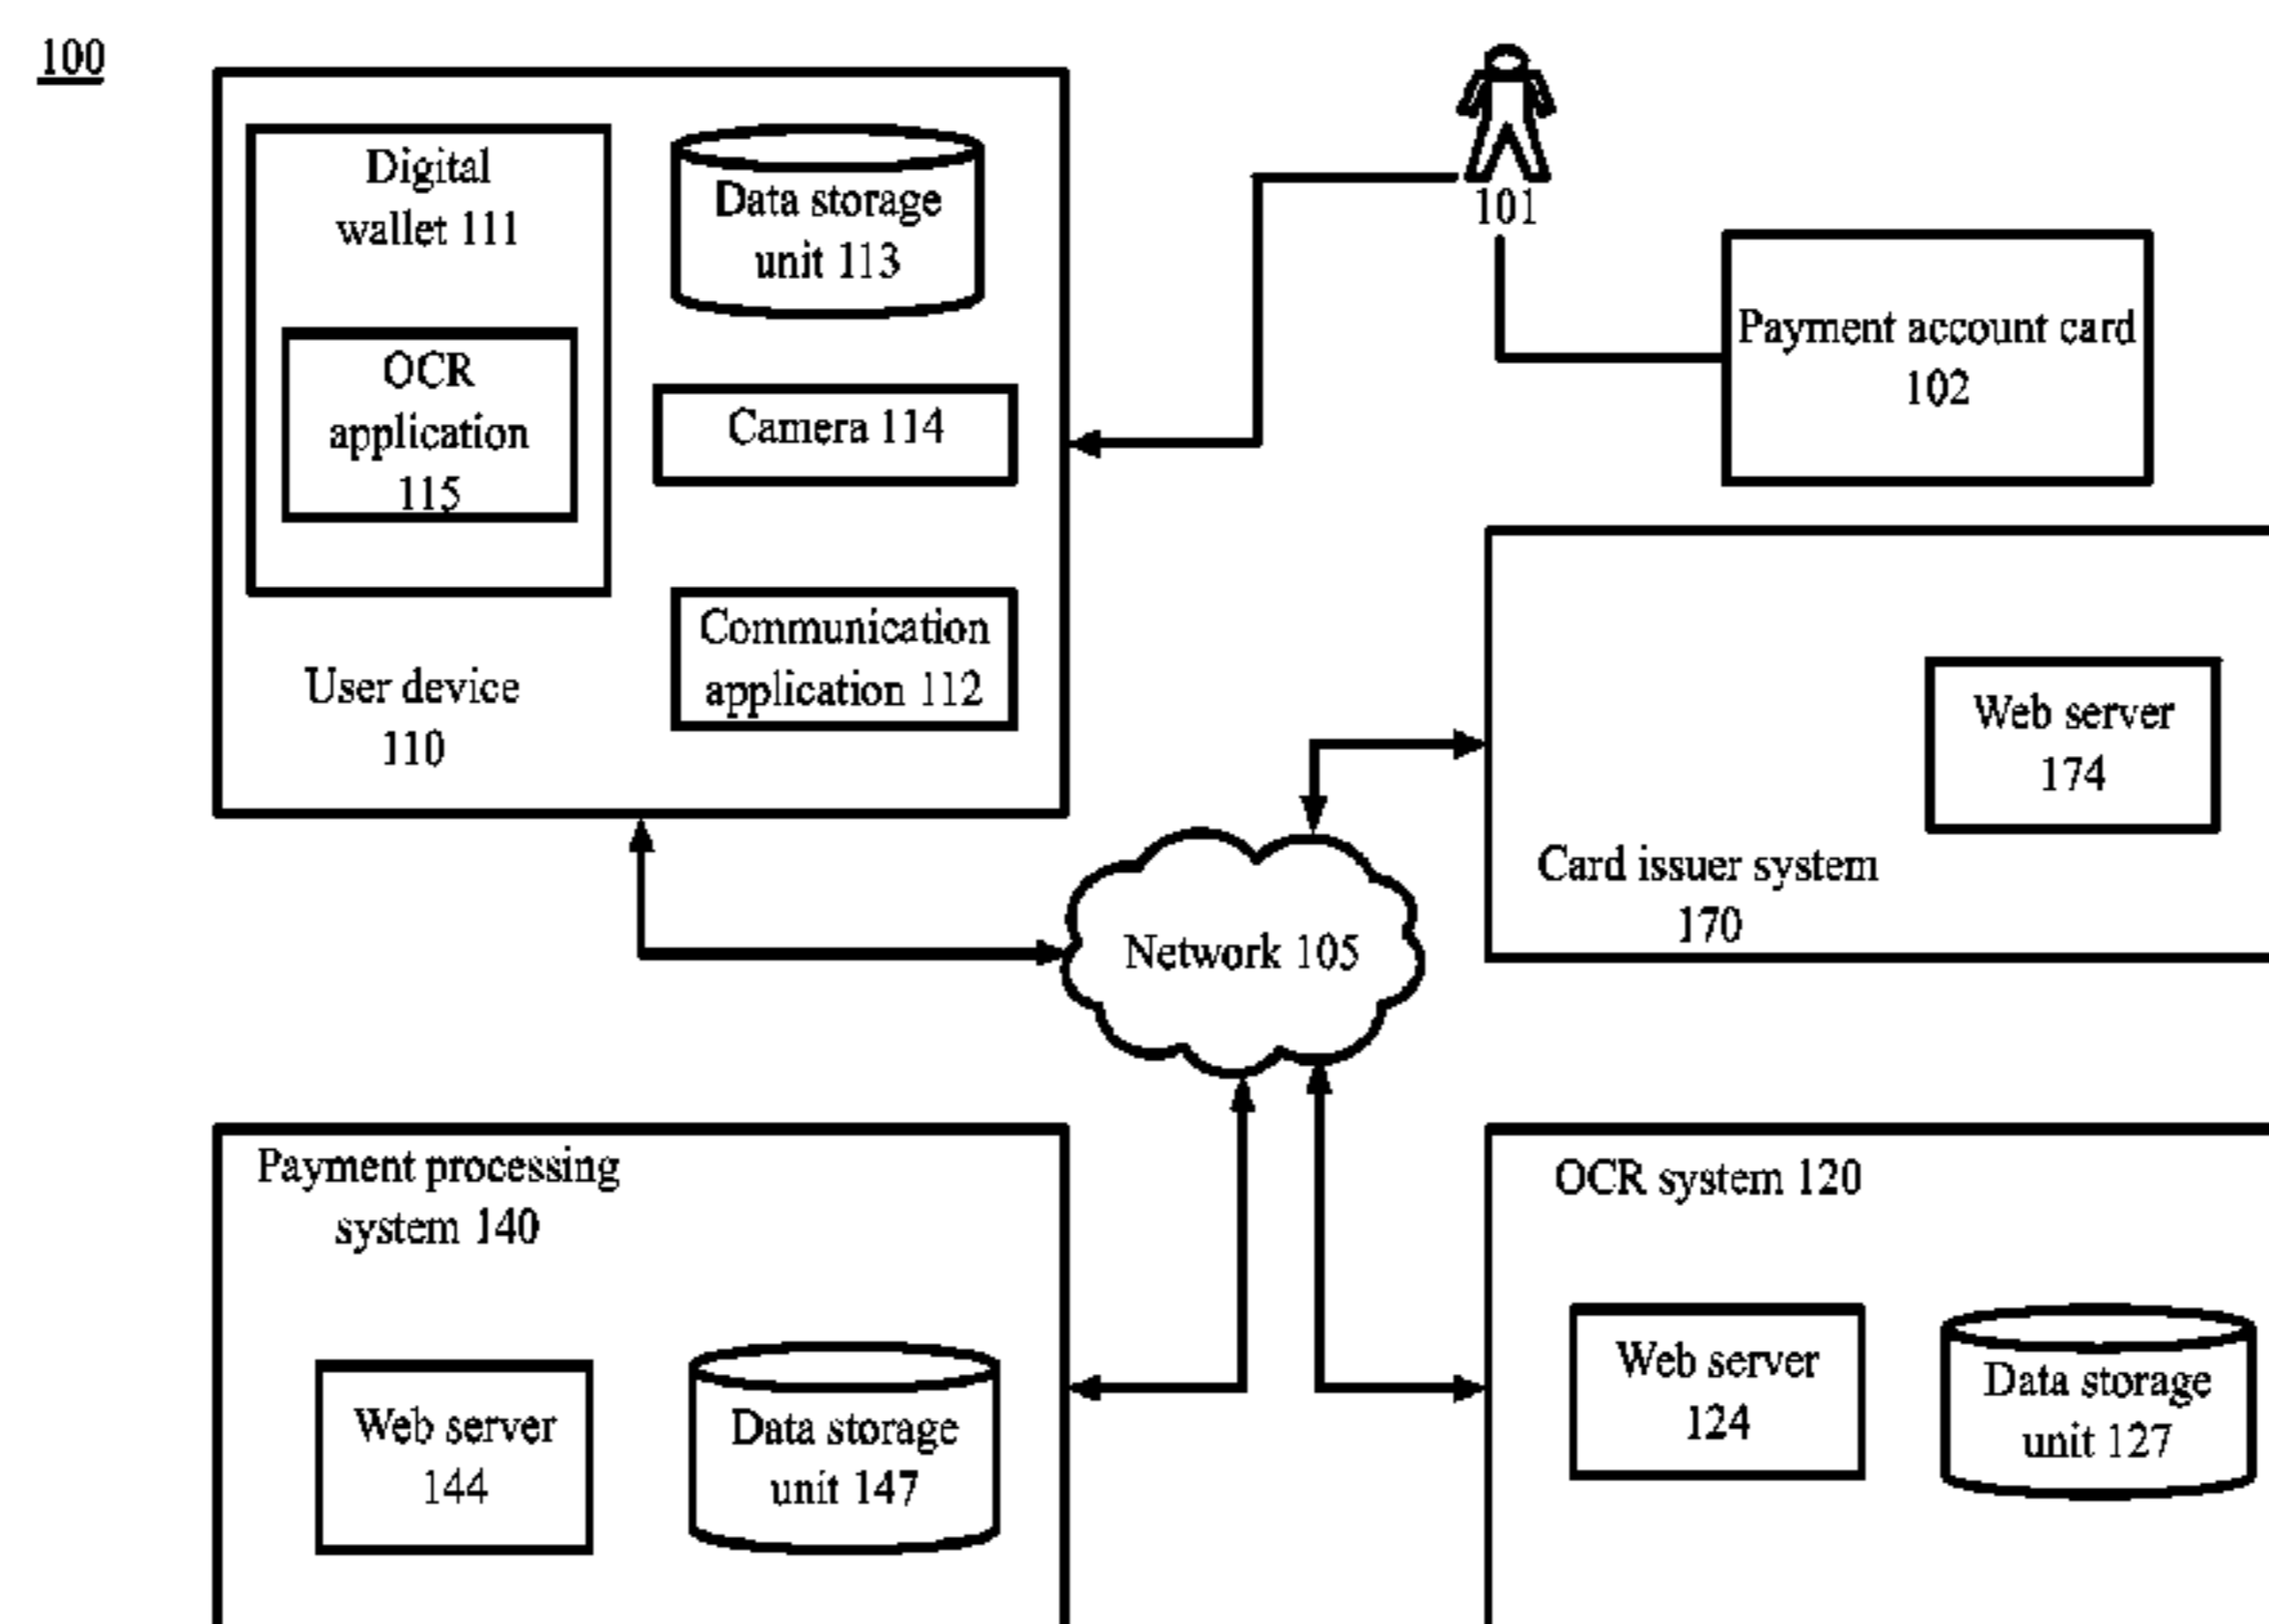 100
Digital
wallet 111
OCR
application
115
Data storage
unit 113
Camera 114
Communication
application 112
User device
110
101
Payment account card
102
Web server
174
Card issuer system
170
Network 105
Payment processing
system 140
Web server
144
Data storage
unit 147
OCR system 120
Web server
124
Data storage
unit 127